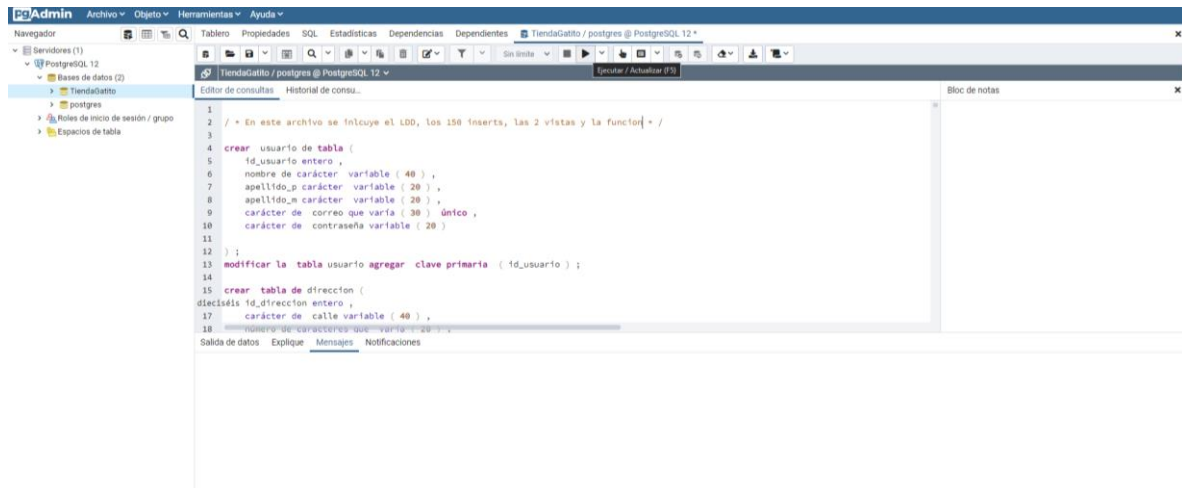 pgAdmin Archivo Objeto Herramientas Ayuda
Navegador
Tablero Propiedades SQL Estadísticas Dependencias Dependientes TiendaGatito / postgres @ PostgreSQL 12 *
Servidores (1)
PostgreSQL 12
Bases de datos (2)
TiendaGatito
postgres
Roles de inicio de sesión / grupo
Espacios de tabla
Sin límite
TiendaGatito / postgres @ PostgreSQL 12
Ejecutar / Actualizar (F5)
Editor de consultas Historial de consu...
Bloc de notas
1
2 / * En este archivo se inlcuye el LDD, los 150 inserts, las 2 vistas y la funcion * /
3
4 crear usuario de tabla (
5 id_usuario entero ,
6 nombre de carácter variable ( 40 ) ,
7 apellido_p carácter variable ( 20 ) ,
8 apellido_m carácter variable ( 20 ) ,
9 carácter de correo que varía ( 30 ) único ,
10 carácter de contraseña variable ( 20 )
11
12 ) ;
13 modificar la tabla usuario agregar clave primaria ( id_usuario ) ;
14
15 crear tabla de direccion (
dieciséis id_direccion entero ,
17 carácter de calle variable ( 40 ) ,
18 número de caracteres que varía ( 20 ) ,
Salida de datos Explique Mensajes Notificaciones